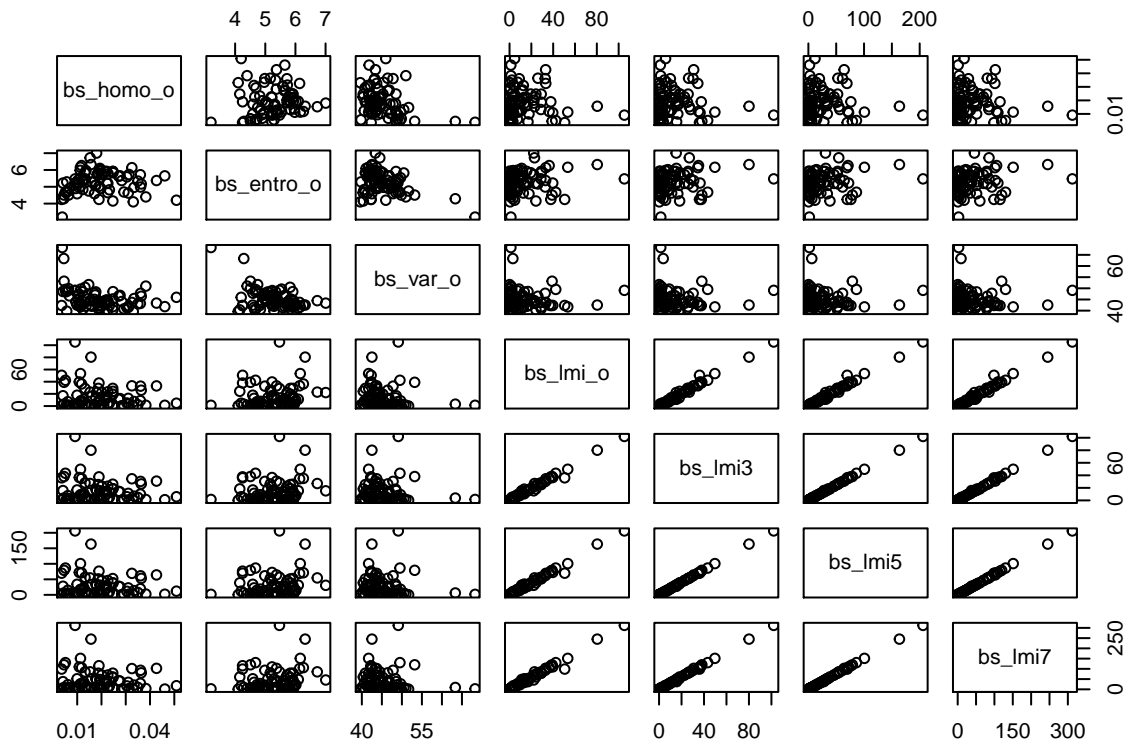 4 5 6 7 0 40 80 0 100 200
bs_homo_o 0.01
4 6 bs_entro_o
bs_var_o 40 60
0 60 bs_lmi_o
bs_lmi3 0 60
0 150 bs_lmi5
bs_lmi7 0 250
0.01 0.04 40 55 0 40 80 0 150 300